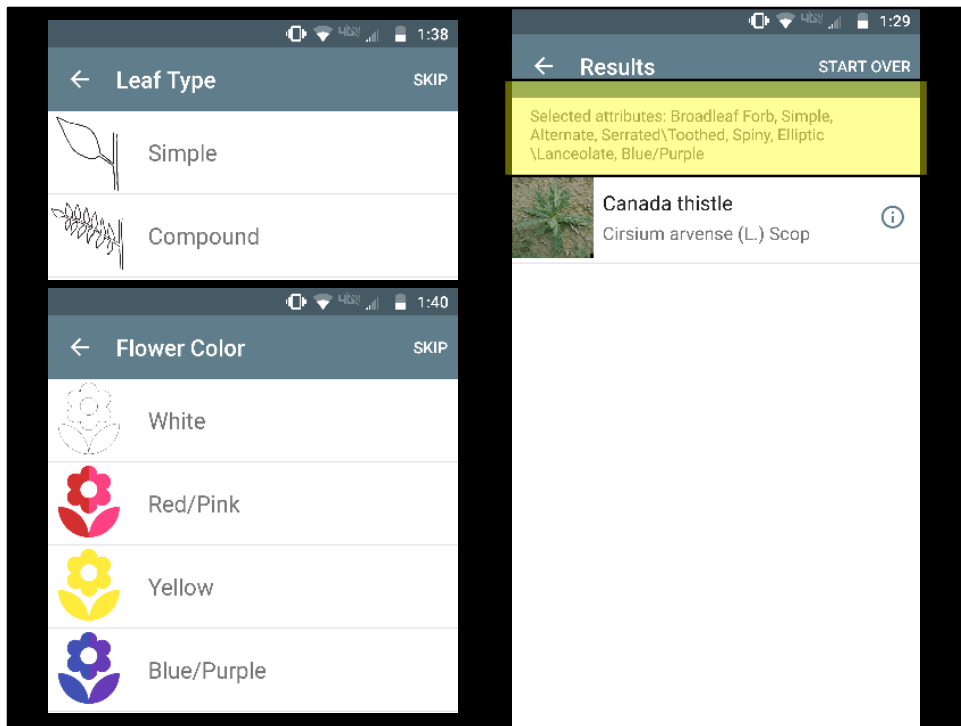 1:38
Leaf Type
SKIP
Simple
Compound
1:40
Flower Color
SKIP
White
Red/Pink
Yellow
Blue/Purple
1:29
Results
START OVER
Selected attributes: Broadleaf Forb, Simple,
Alternate, Serrated\Toothed, Spiny, Elliptic
\Lanceolate, Blue/Purple
Canada thistle
Cirsium arvense (L.) Scop